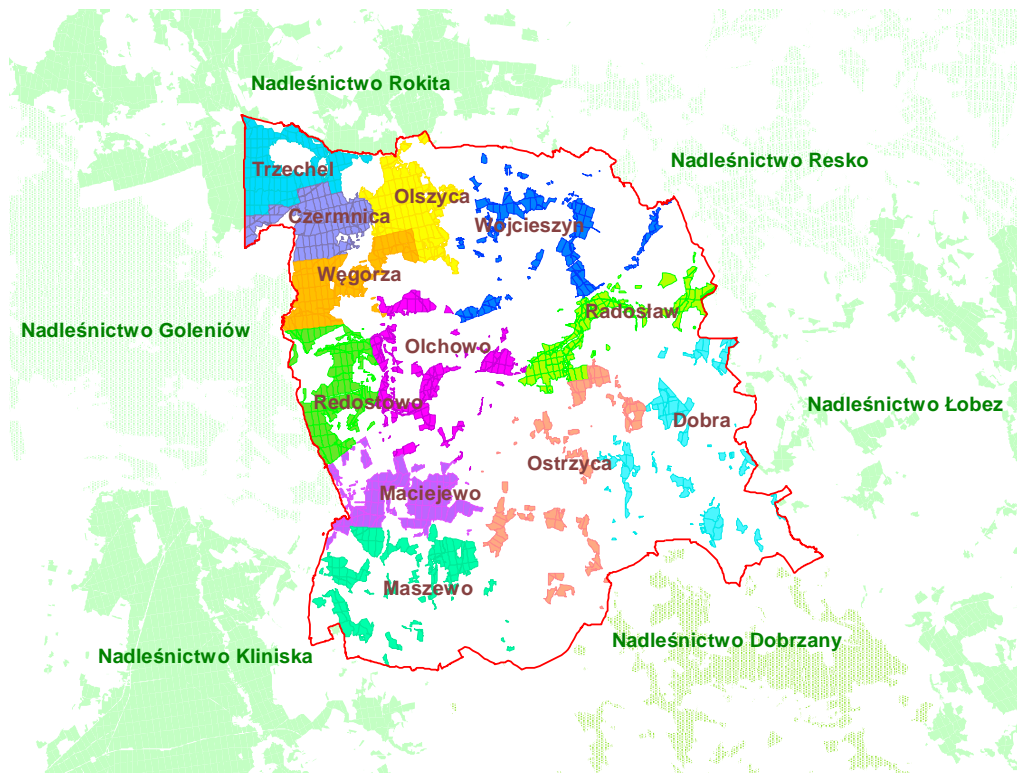 Nadleśnictwo Rokita
Nadleśnictwo Resko
Trzechel
Olszyca
Czermnica
Wojcieszyn
Węgorza
Radosław
Nadleśnictwo Goleniów
Olchowo
Redostowo
Nadleśnictwo Łobez
Dobra
Ostrzyca
Maciejewo
Maszewo
Nadleśnictwo Dobrzany
Nadleśnictwo Kliniska